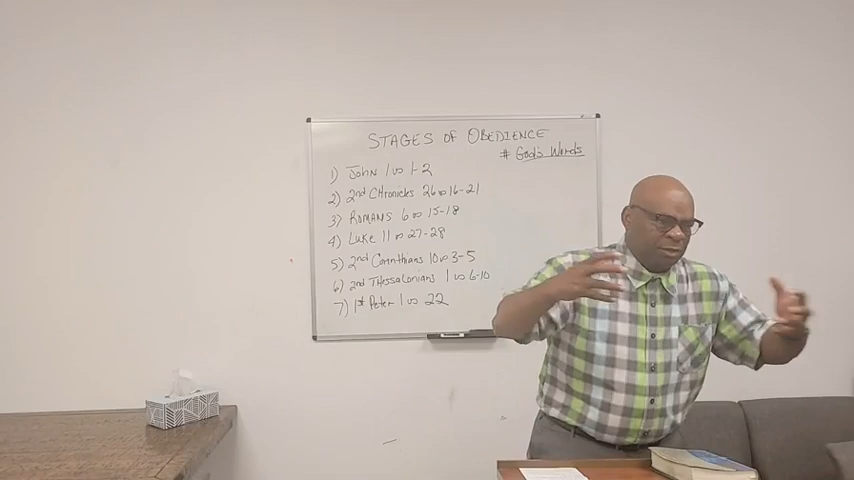 STAGES OF OBEDIENCE
# God's Words
1) John 1 vs 1-2
2) 2nd Chronicles 26 vs 16-21
3) Romans 6 vs 15-18
4) Luke 11 vs 27-28
5) 2nd Corinthians 10 vs 3-5
6) 2nd Thessalonians 1 vs 6-10
7) 1st Peter 1 vs 22